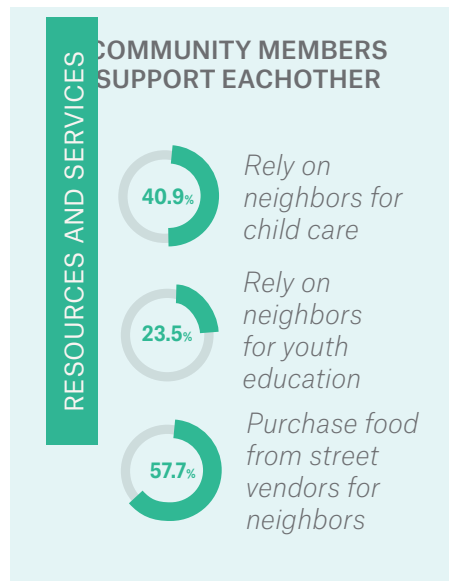 RESOURCES AND SERVICES
COMMUNITY MEMBERS
SUPPORT EACHOTHER
40.9%
Rely on
neighbors for
child care
23.5%
Rely on
neighbors
for youth
education
57.7%
Purchase food
from street
vendors for
neighbors